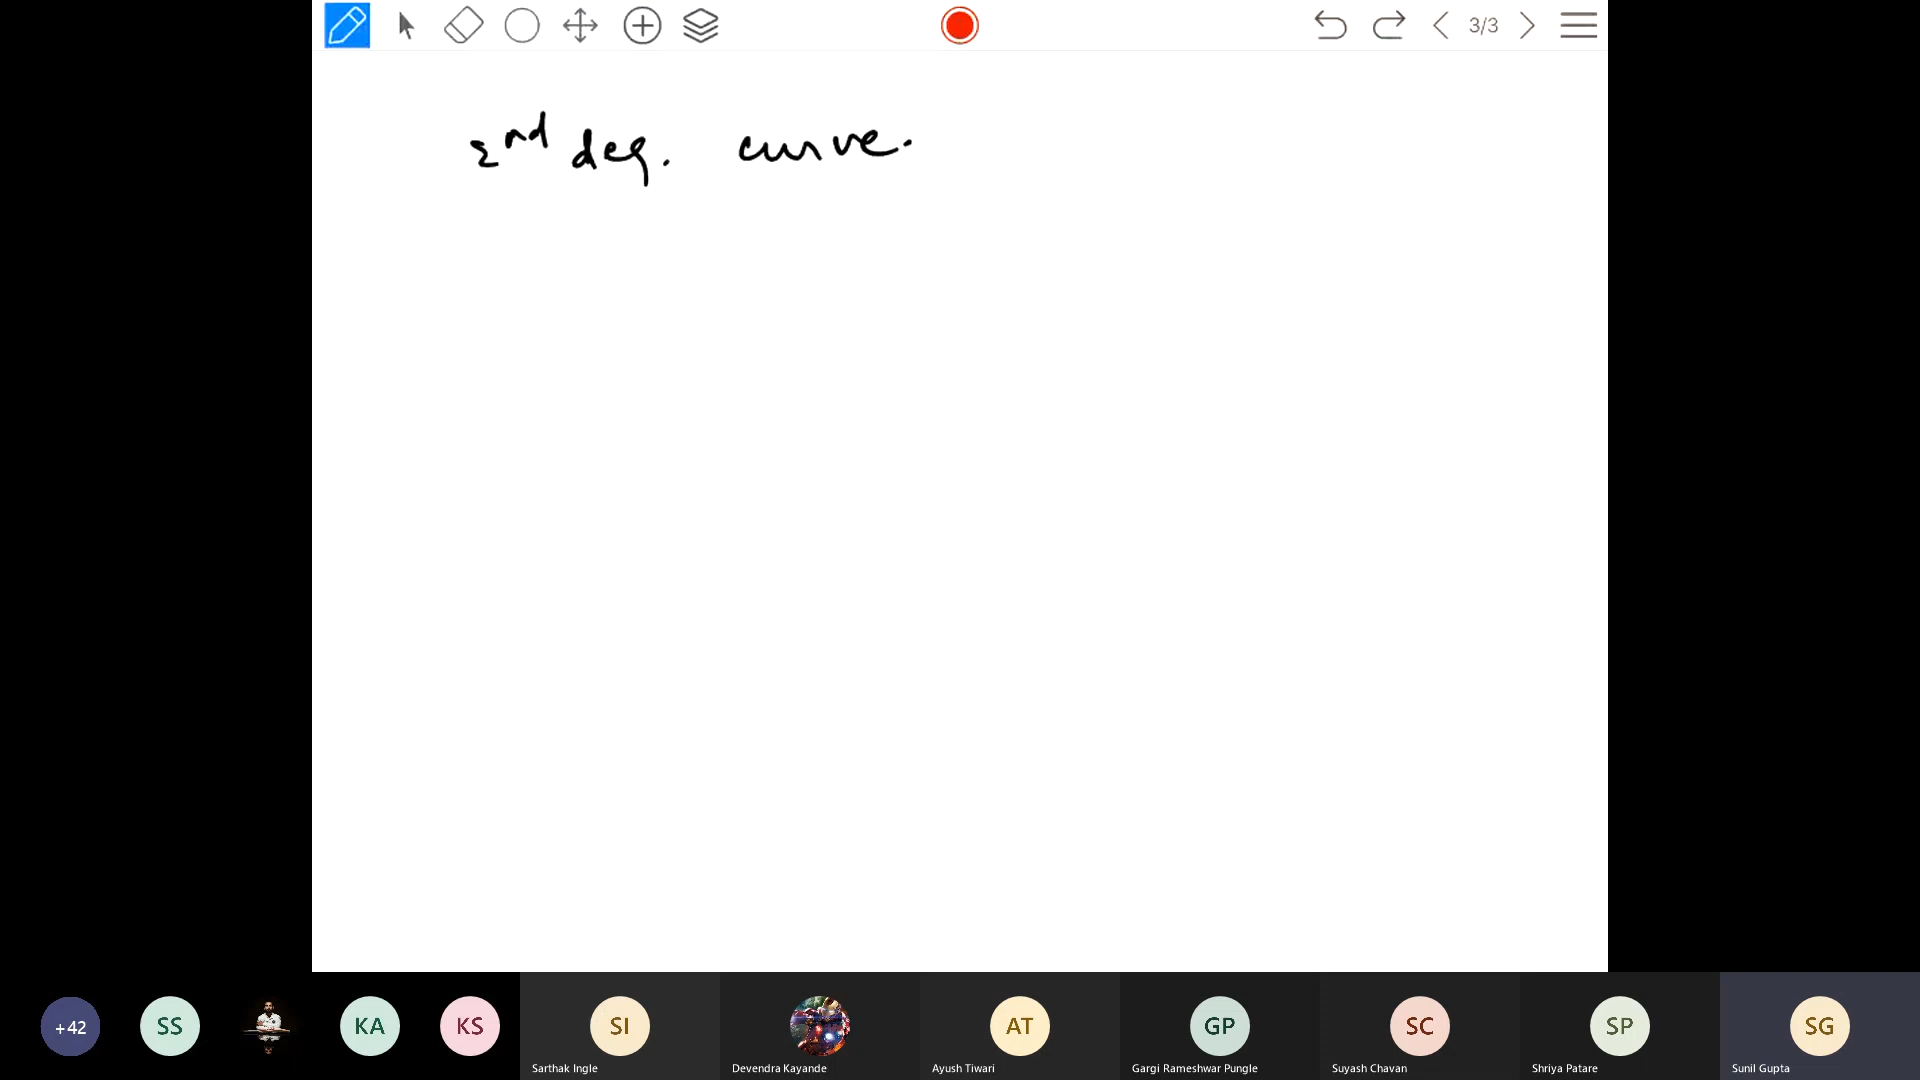 3/3
2nd deg. curve.
+42
SS
KA
KS
SI
AT
GP
SC
SP
SG
Sarthak Ingle
Devendra Kayande
Ayush Tiwari
Gargi Rameshwar Pungle
Suyash Chavan
Shriya Patare
Sunil Gupta